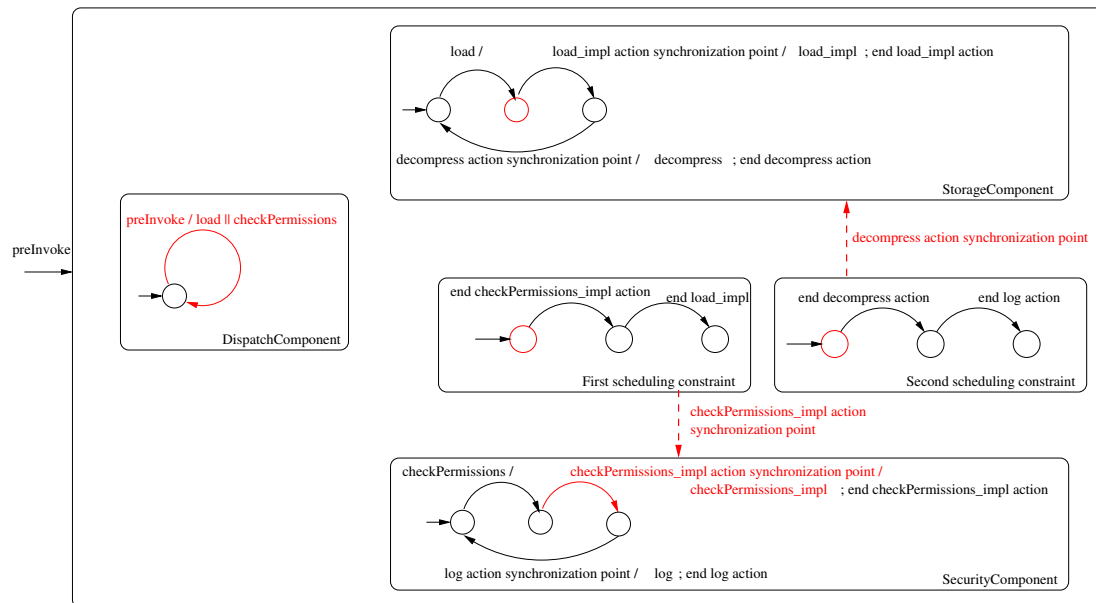 load /
load_impl action synchronization point / load_impl ; end load_impl action
decompress action synchronization point / decompress ; end decompress action
StorageComponent
preInvoke / load || checkPermissions
preInvoke
DispatchComponent
decompress action synchronization point
end checkPermissions_impl action
end load_impl
First scheduling constraint
end decompress action
end log action
Second scheduling constraint
checkPermissions_impl action
synchronization point
checkPermissions /
checkPermissions_impl action synchronization point /
checkPermissions_impl ; end checkPermissions_impl action
log action synchronization point / log ; end log action
SecurityComponent